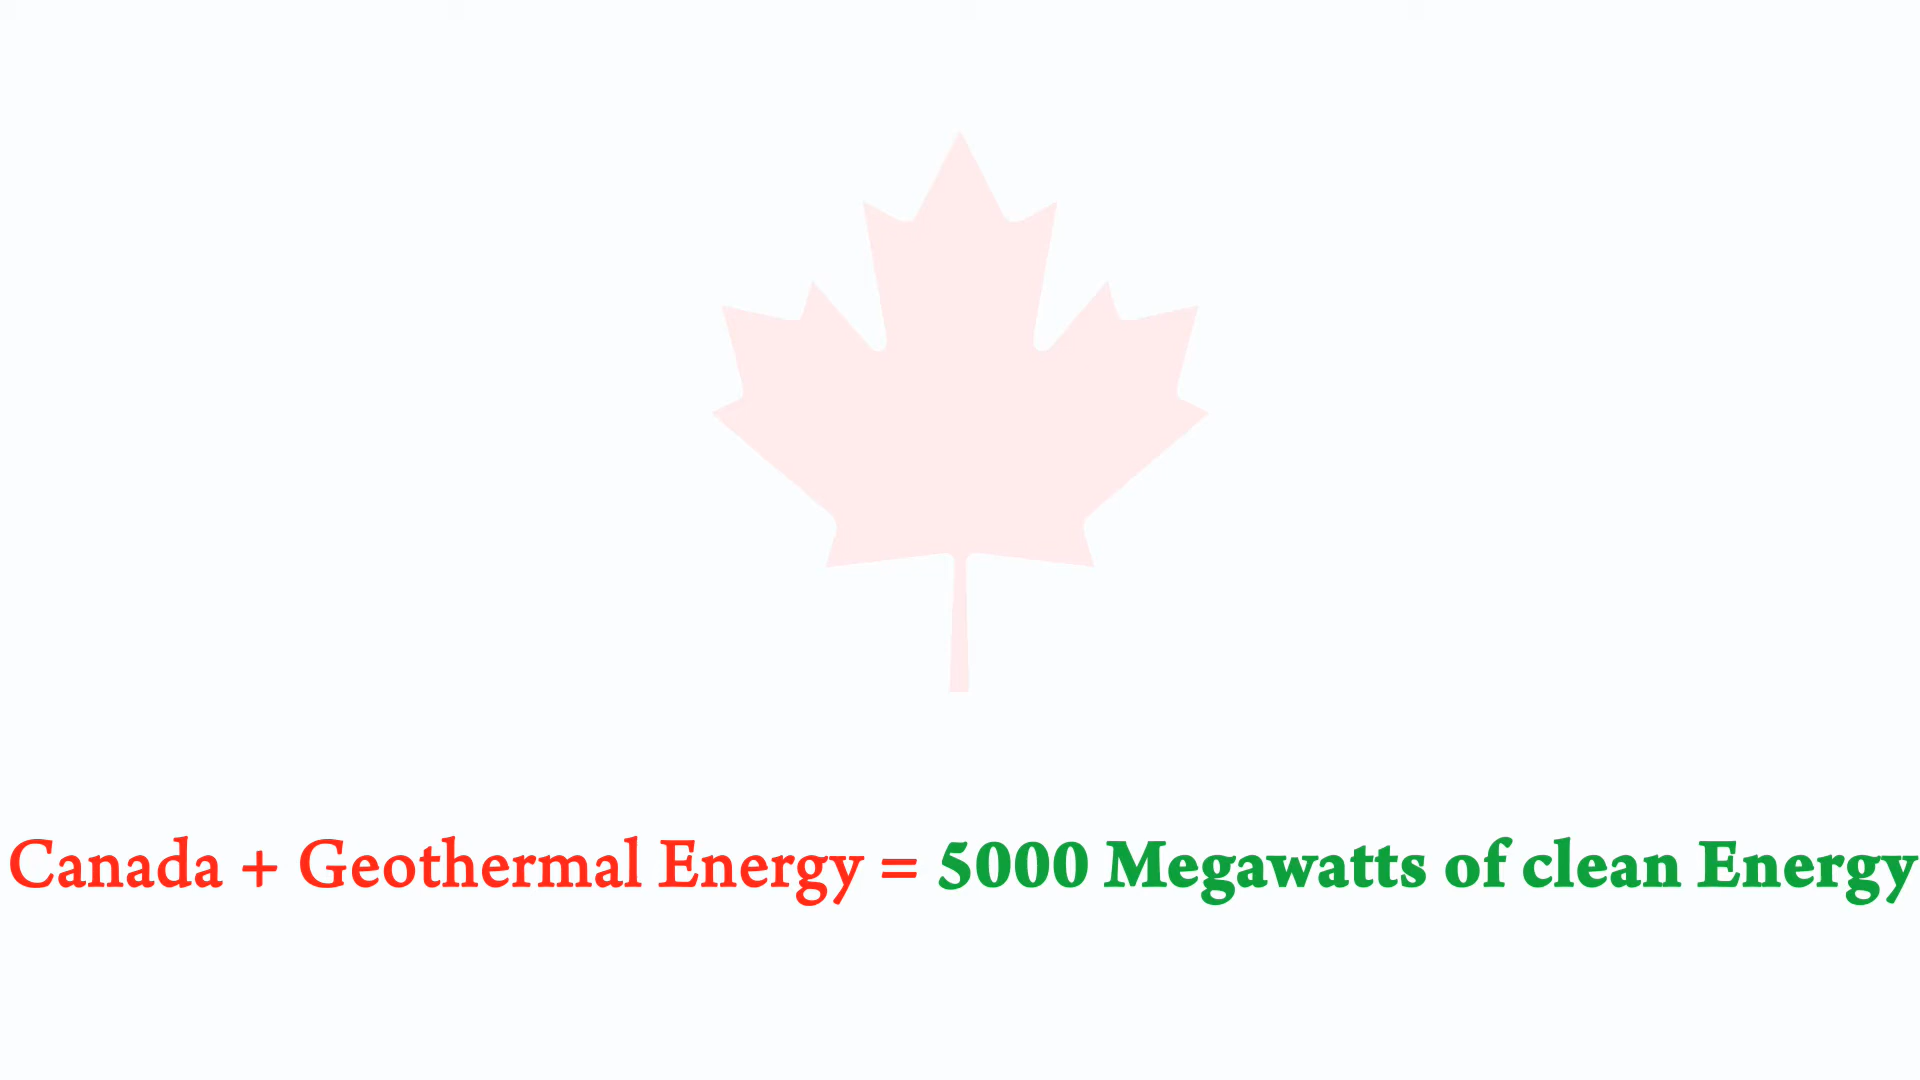 Canada + Geothermal Energy = 5000 Megawatts of clean Energy